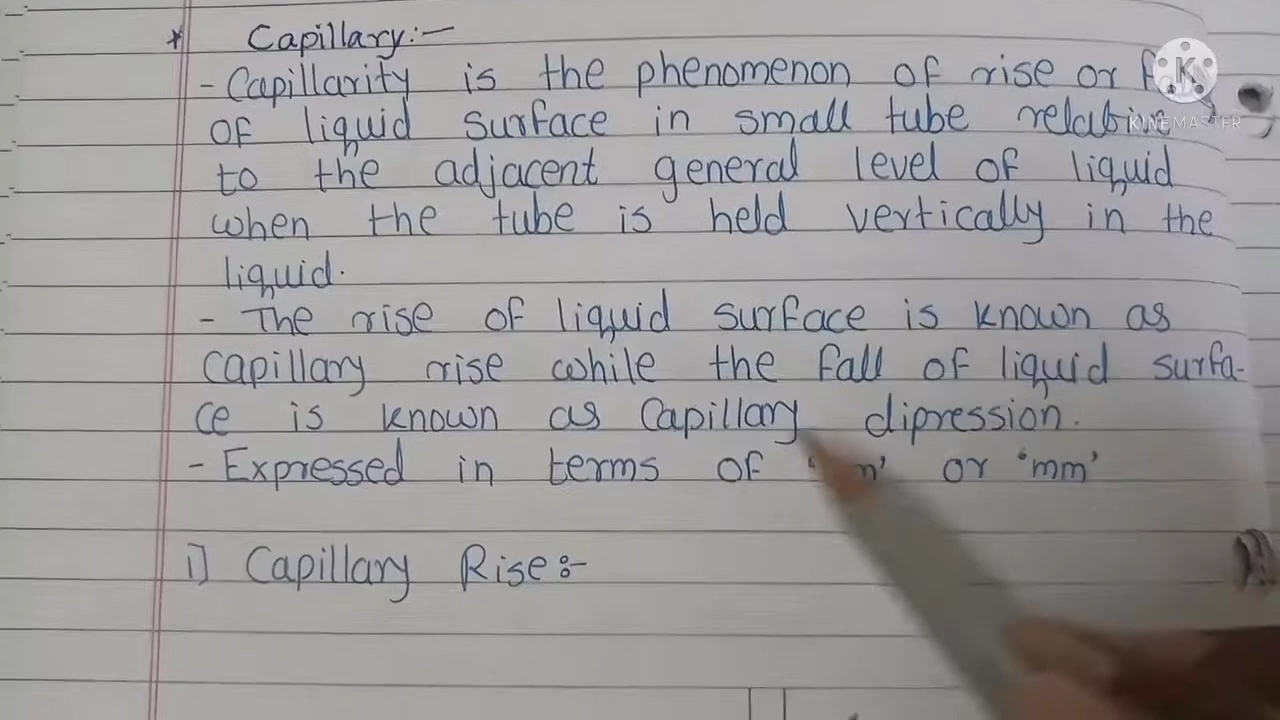 * Capillary:-
- Capillarity is the phenomenon of rise or
of liquid surface in small tube relative
to the adjacent general level of liquid
when the tube is held vertically in the
liquid.
- The rise of liquid surface is known as
capillary rise while the fall of liquid surfa-
ce is known as Capillary dipression.
- Expressed in terms of or 'mm'
i) Capillary Rise:-
K
KINEMASTER